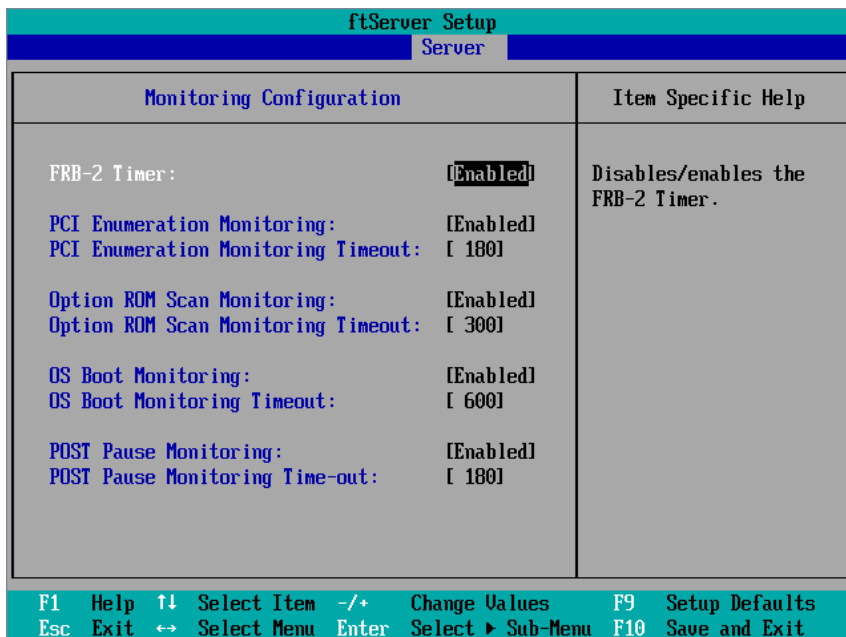 ftServer Setup
Server
Monitoring Configuration
Item Specific Help
FRB-2 Timer: [Enabled]
Disables/enables the
FRB-2 Timer.
PCI Enumeration Monitoring: [Enabled]
PCI Enumeration Monitoring Timeout: [ 180]
Option ROM Scan Monitoring: [Enabled]
Option ROM Scan Monitoring Timeout: [ 300]
OS Boot Monitoring: [Enabled]
OS Boot Monitoring Timeout: [ 600]
POST Pause Monitoring: [Enabled]
POST Pause Monitoring Time-out: [ 180]
F1 Help ↑↓ Select Item -/+ Change Values F9 Setup Defaults
Esc Exit ↔ Select Menu Enter Select ▶ Sub-Menu F10 Save and Exit